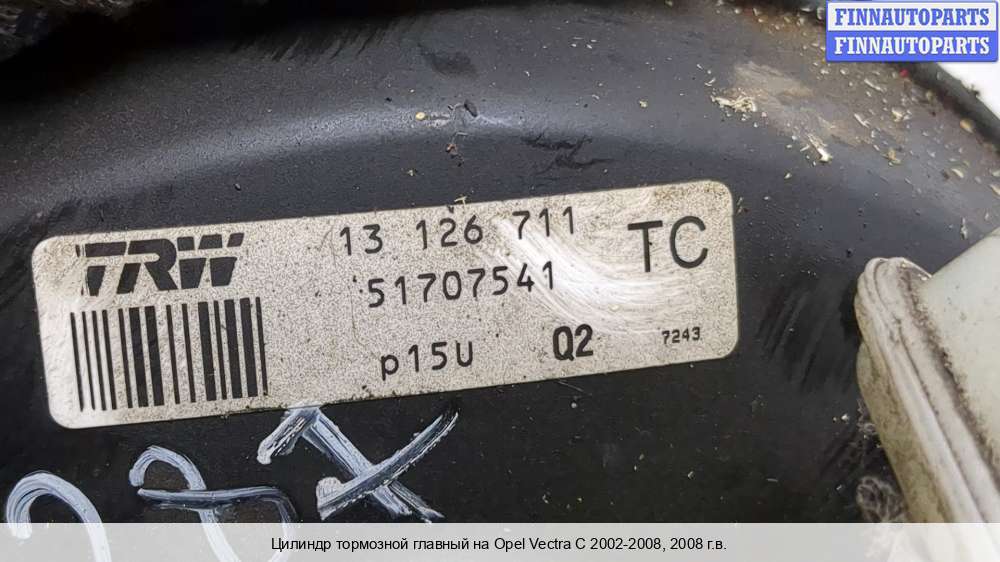 FINNAUTOPARTS
FINNAUTOPARTS
TRW
13 126 711
TC
51707541
p15U
Q2
7243
Цилиндр тормозной главный на Opel Vectra C 2002-2008, 2008 г.в.